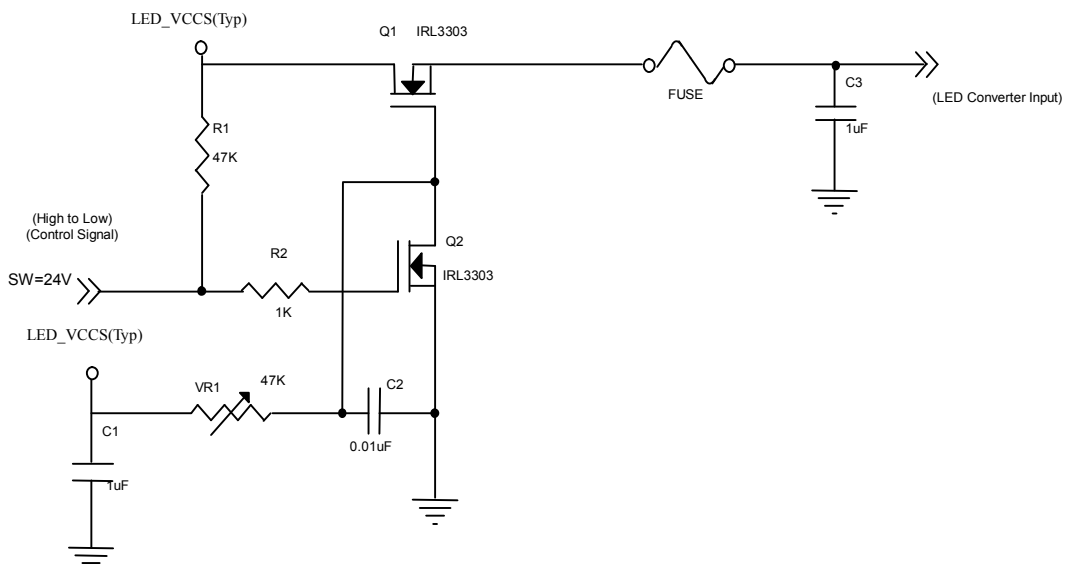 LED_VCCS(Typ)
Q1 IRL3303
FUSE
C3
1uF
(LED Converter Input)
R1
47K
(High to Low)
(Control Signal)
SW=24V
R2
1K
Q2
IRL3303
LED_VCCS(Typ)
VR1
47K
C2
0.01uF
C1
1uF